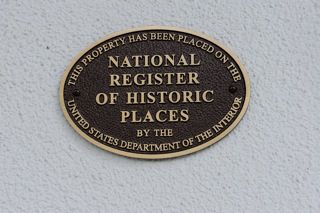 THIS PROPERTY HAS BEEN PLACED ON THE
NATIONAL
REGISTER
OF HISTORIC
PLACES
BY THE
UNITED STATES DEPARTMENT OF THE INTERIOR